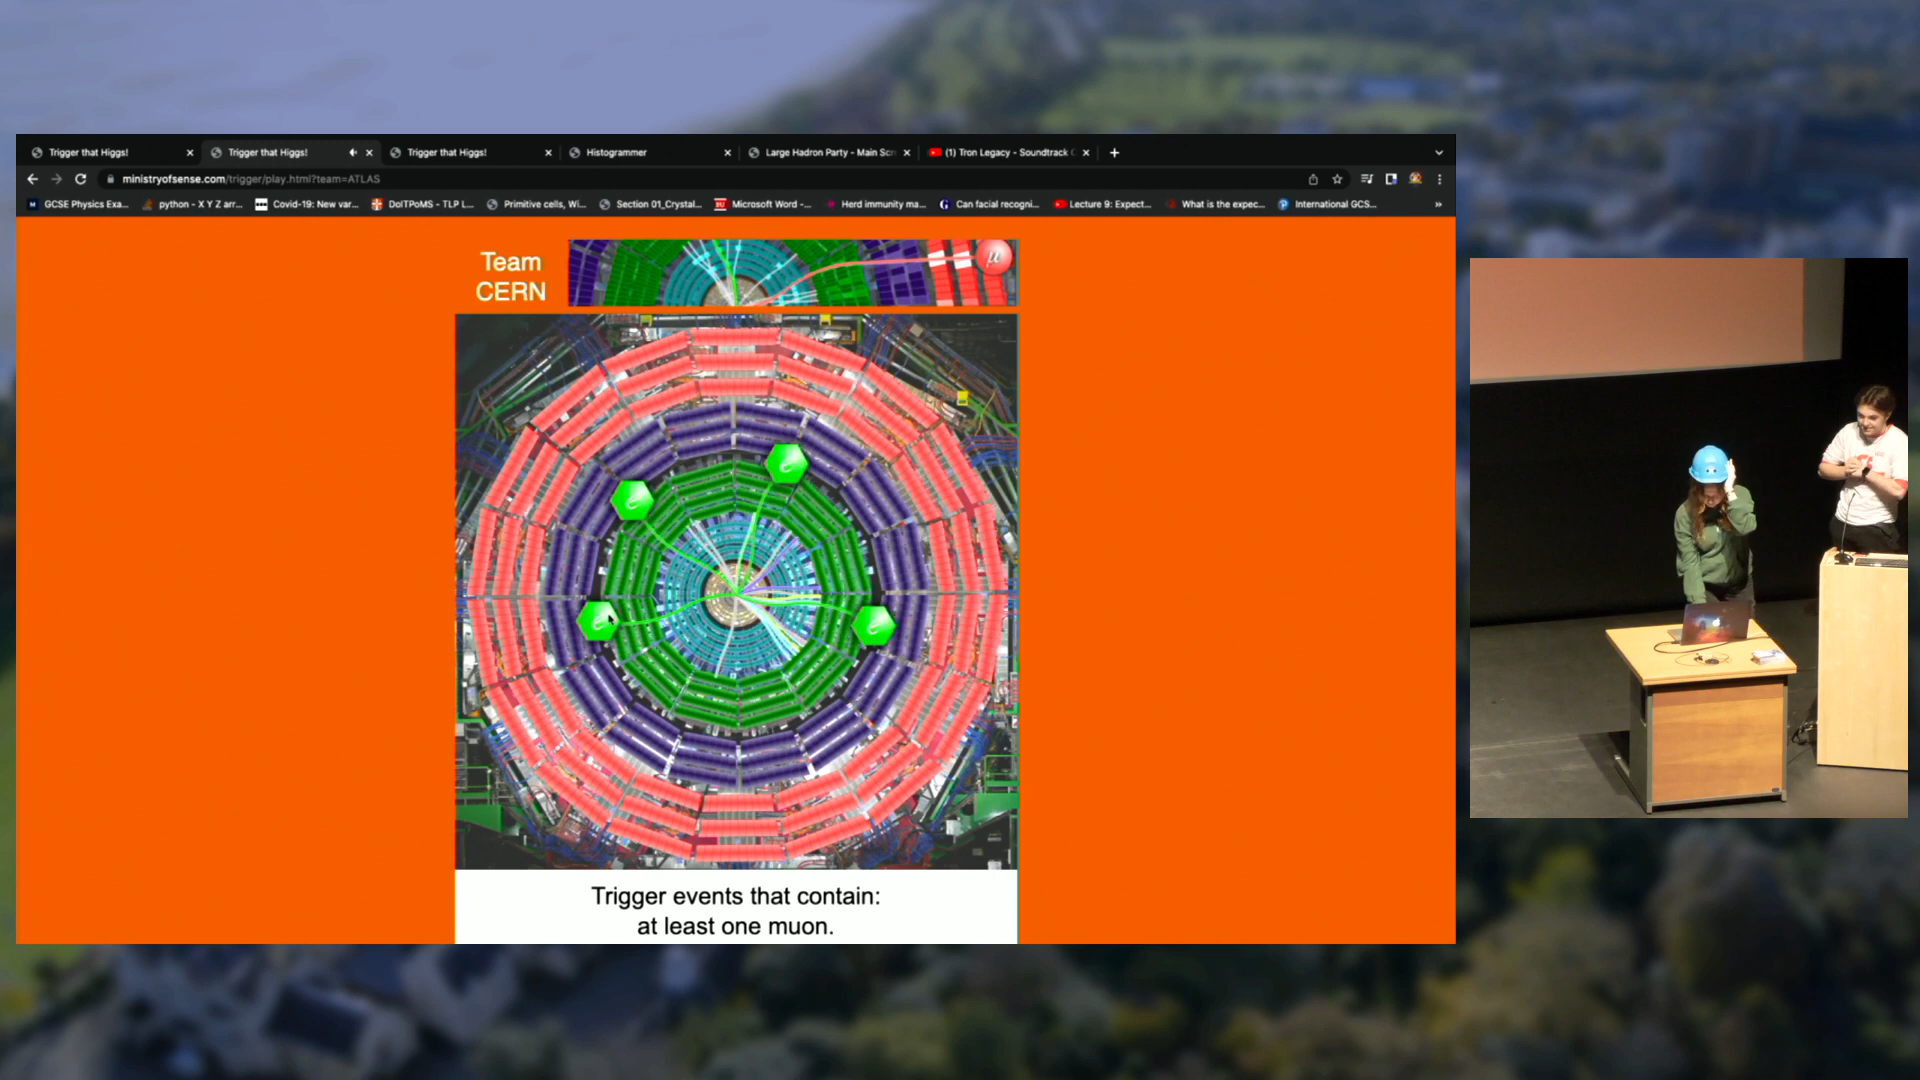 Trigger that Higgs!
Trigger that Higgs!
Trigger that Higgs!
Histogrammer
Large Hadron Party - Main Scr
(1) Tron Legacy - Soundtrack
ministryofsense.com/trigger/play.html?team=ATLAS
GCSE Physics Exa...
python - X Y Z arr...
Covid-19: New var...
DoITPoMS - TLP L...
Primitive cells, Wi...
Section 01_Crystal...
Microsoft Word -...
Herd immunity ma...
Can facial recogni...
Lecture 9: Expect...
What is the expec...
International GCS...
Team
CERN
μ
e
e
e
e
Trigger events that contain:
at least one muon.